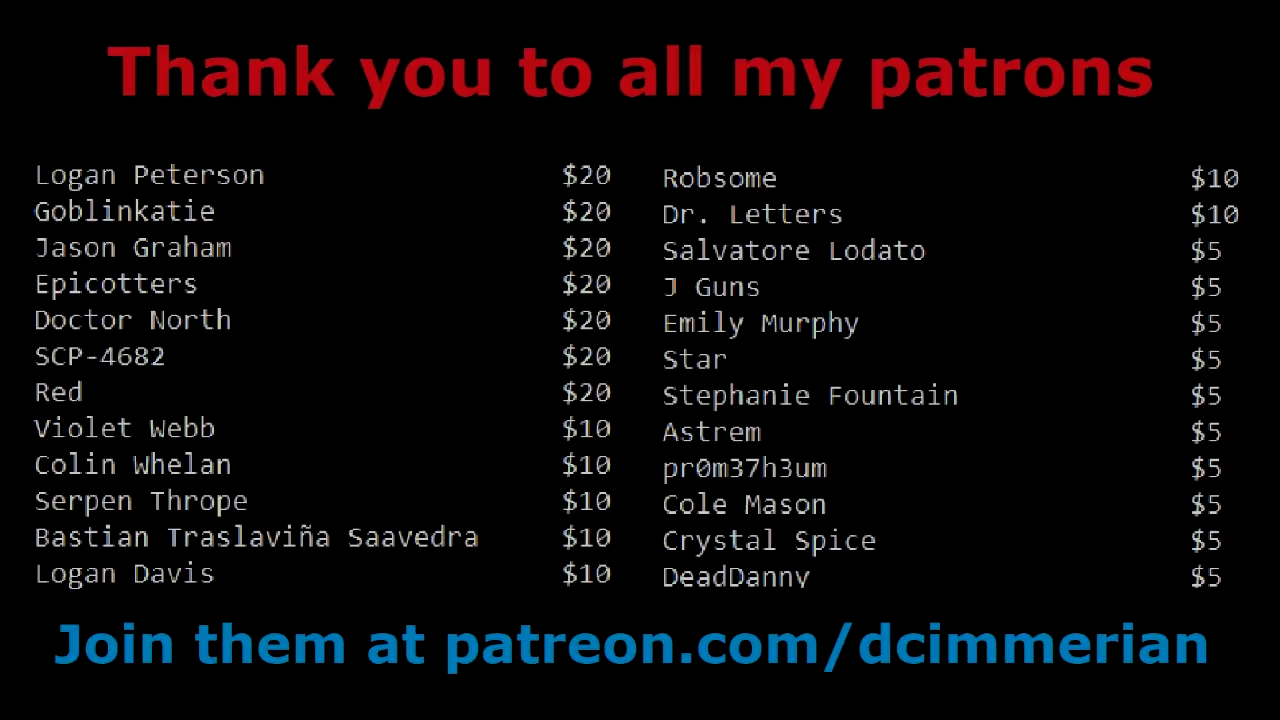 Thank you to all my patrons
Logan Peterson $20
Goblinkatie $20
Jason Graham $20
Epicotters $20
Doctor North $20
SCP-4682 $20
Red $20
Violet Webb $10
Colin Whelan $10
Serpen Thrope $10
Bastian Traslaviña Saavedra $10
Logan Davis $10
Robsome $10
Dr. Letters $10
Salvatore Lodato $5
J Guns $5
Emily Murphy $5
Star $5
Stephanie Fountain $5
Astrem $5
pr0m37h3um $5
Cole Mason $5
Crystal Spice $5
DeadDanny $5
Join them at patreon.com/dcimmerian